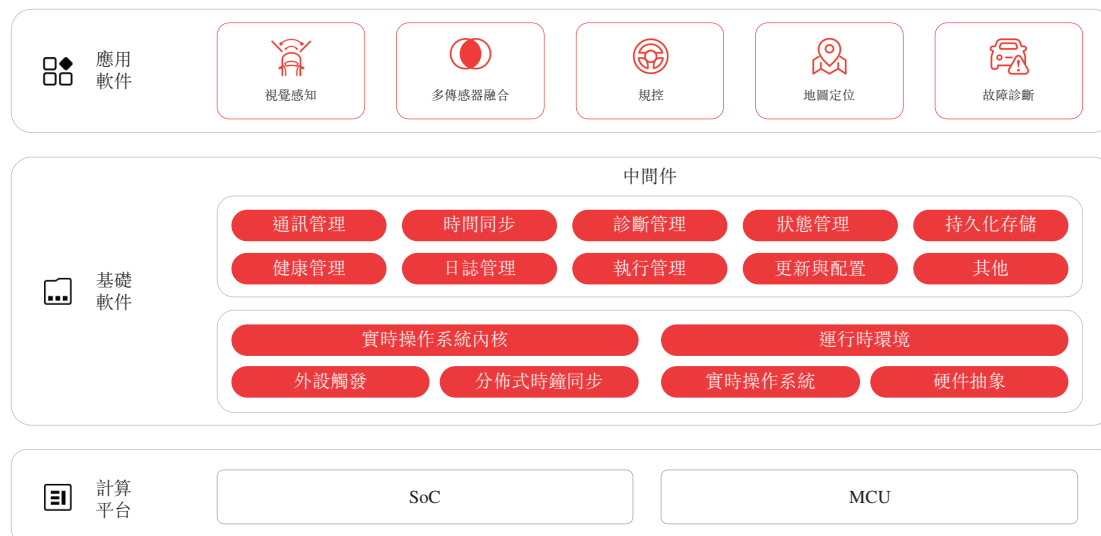 應用
軟件
視覺感知
多傳感器融合
規控
地圖定位
故障診斷
基礎
軟件
中間件
通訊管理
時間同步
診斷管理
狀態管理
持久化存儲
健康管理
日誌管理
執行管理
更新與配置
其他
實時操作系統內核
運行時環境
外設觸發
分佈式時鐘同步
實時操作系統
硬件抽象
計算
平台
SoC
MCU